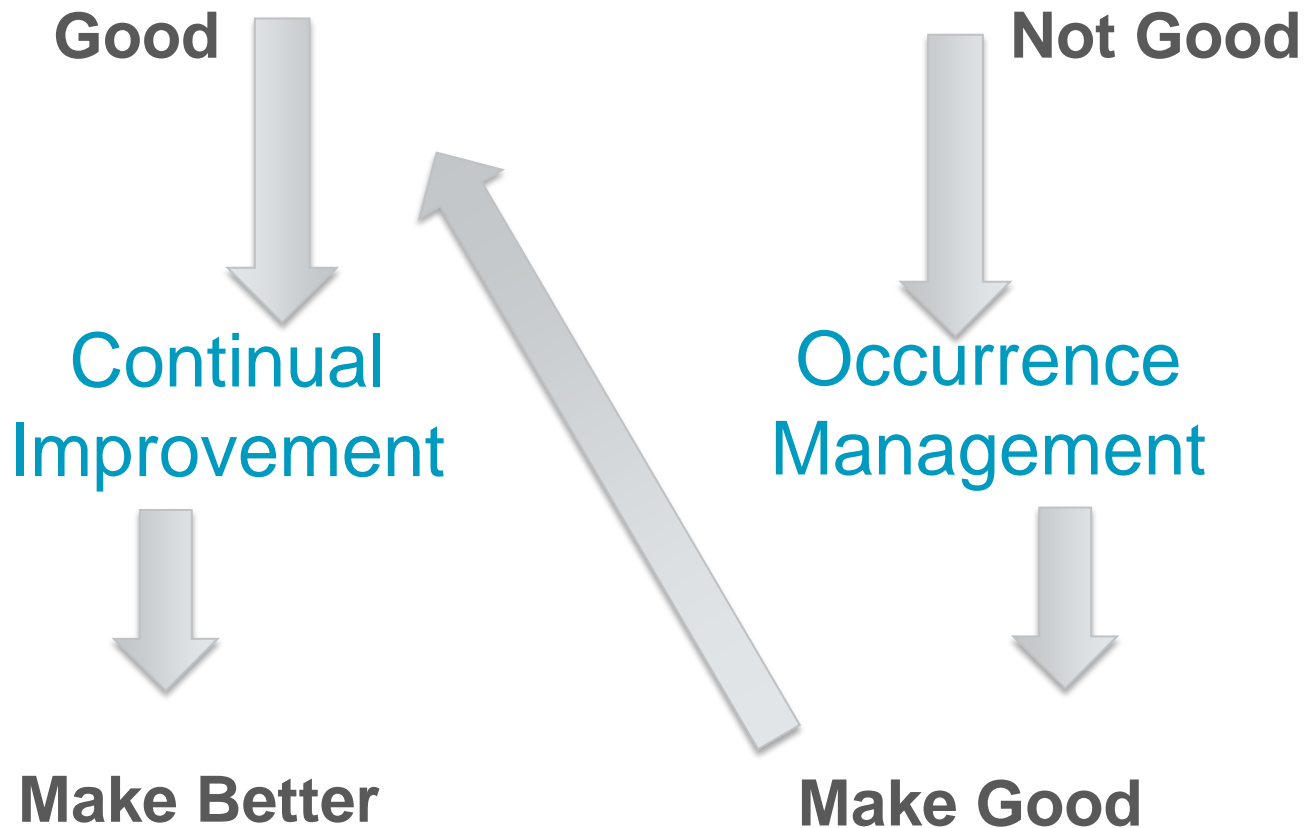 Good
Not Good
Continual
Improvement
Occurrence
Management
Make Better
Make Good